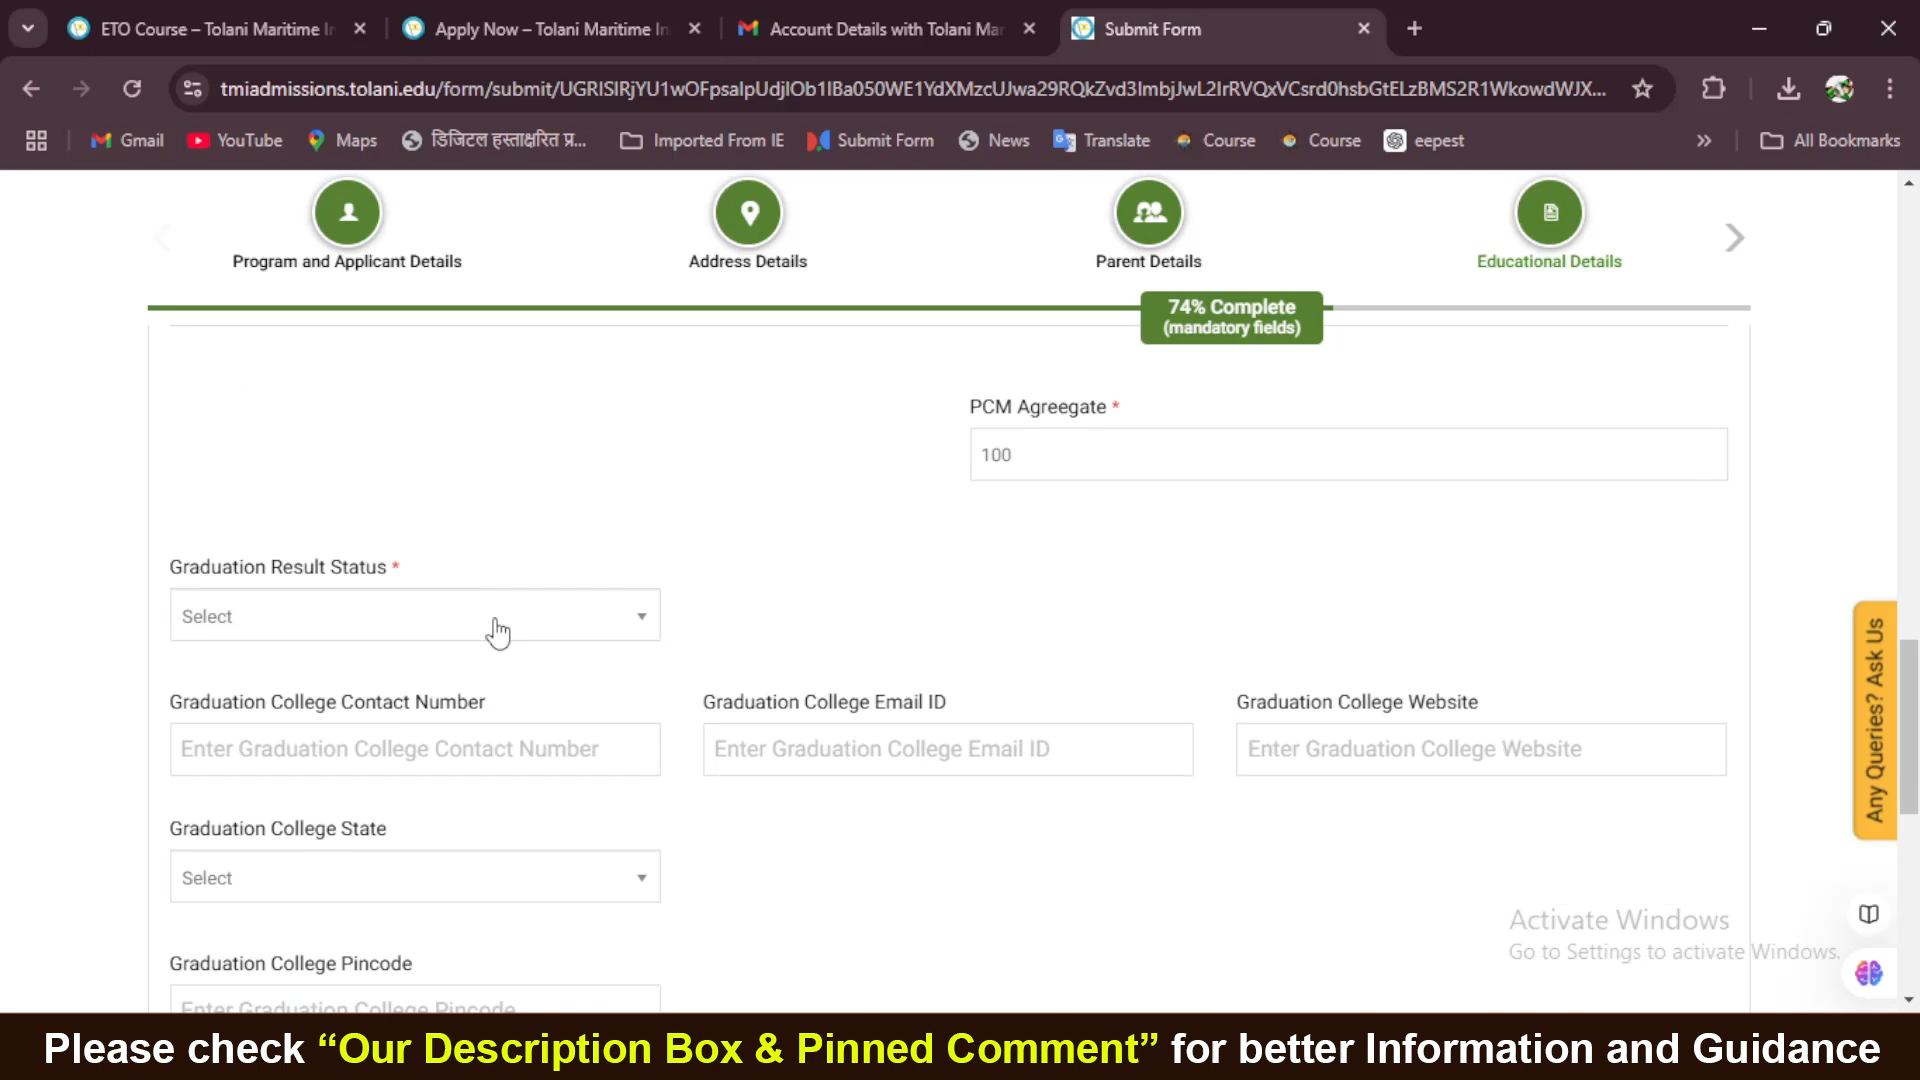 ETO Course – Tolani Maritime In
Apply Now – Tolani Maritime In
Account Details with Tolani Mar
Submit Form
tmiadmissions.tolani.edu/form/submit/UGRlSlRjYU1wOFpsalpUdjlOb1lBa050WE1YdXMzcUJwa29RQkZvd3lmbjJwL2lrRVQxVCsrd0hsbGtELzBMS2R1WkowdWJX...
Gmail
YouTube
Maps
डिजिटल हस्ताक्षरित प्र...
Imported From IE
Submit Form
News
Translate
Course
Course
eepest
All Bookmarks
Program and Applicant Details
Address Details
Parent Details
Educational Details
74% Complete
(mandatory fields)
PCM Agreegate *
100
Graduation Result Status *
Select
Graduation College Contact Number
Graduation College Email ID
Graduation College Website
Enter Graduation College Contact Number
Enter Graduation College Email ID
Enter Graduation College Website
Graduation College State
Select
Graduation College Pincode
Enter Graduation College Pincode
Any Queries? Ask Us
Activate Windows
Go to Settings to activate Windows.
Please check “Our Description Box & Pinned Comment” for better Information and Guidance